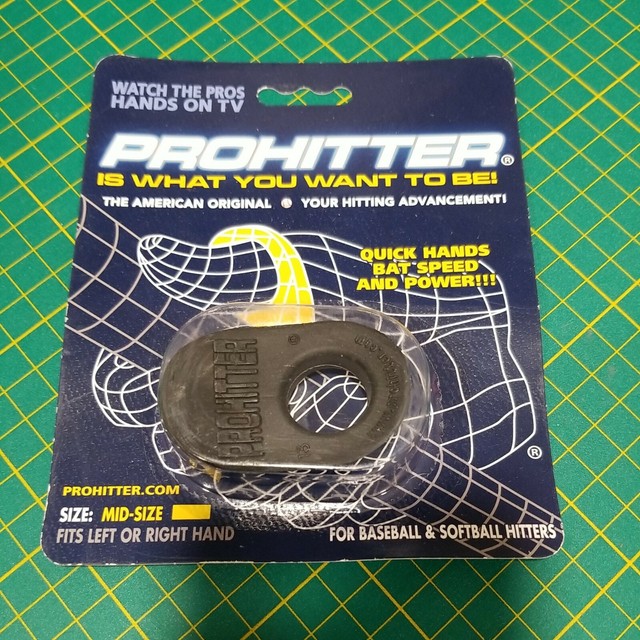 WATCH THE PROS
HANDS ON TV
PROHITTER®
IS WHAT YOU WANT TO BE!
THE AMERICAN ORIGINAL YOUR HITTING ADVANCEMENT!
QUICK HANDS
BAT SPEED
AND POWER!!!
PROHITTER
©
®
PROHITTER.COM
SIZE: MID-SIZE
FITS LEFT OR RIGHT HAND
FOR BASEBALL & SOFTBALL HITTERS